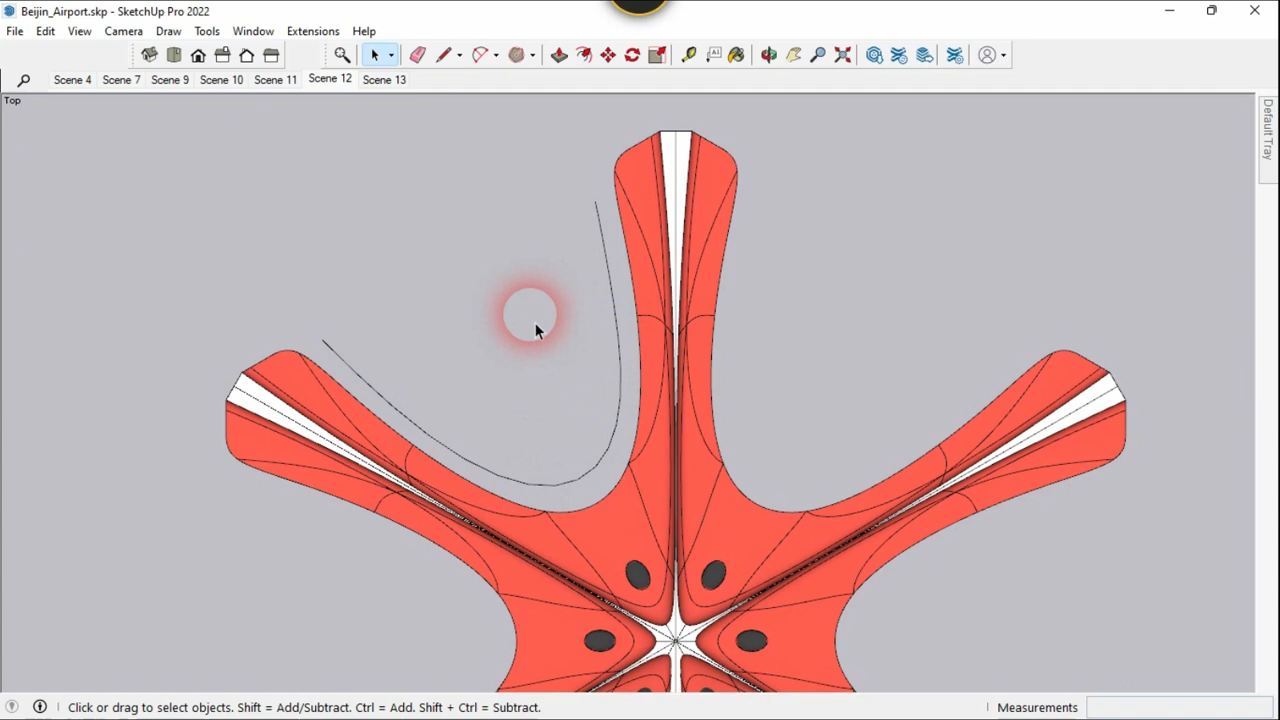 Beijin_Airport.skp - SketchUp Pro 2022
File Edit View Camera Draw Tools Window Extensions Help
Scene 4 Scene 7 Scene 9 Scene 10 Scene 11 Scene 12 Scene 13
Top
Default Tray
Click or drag to select objects. Shift = Add/Subtract. Ctrl = Add. Shift + Ctrl = Subtract.
Measurements